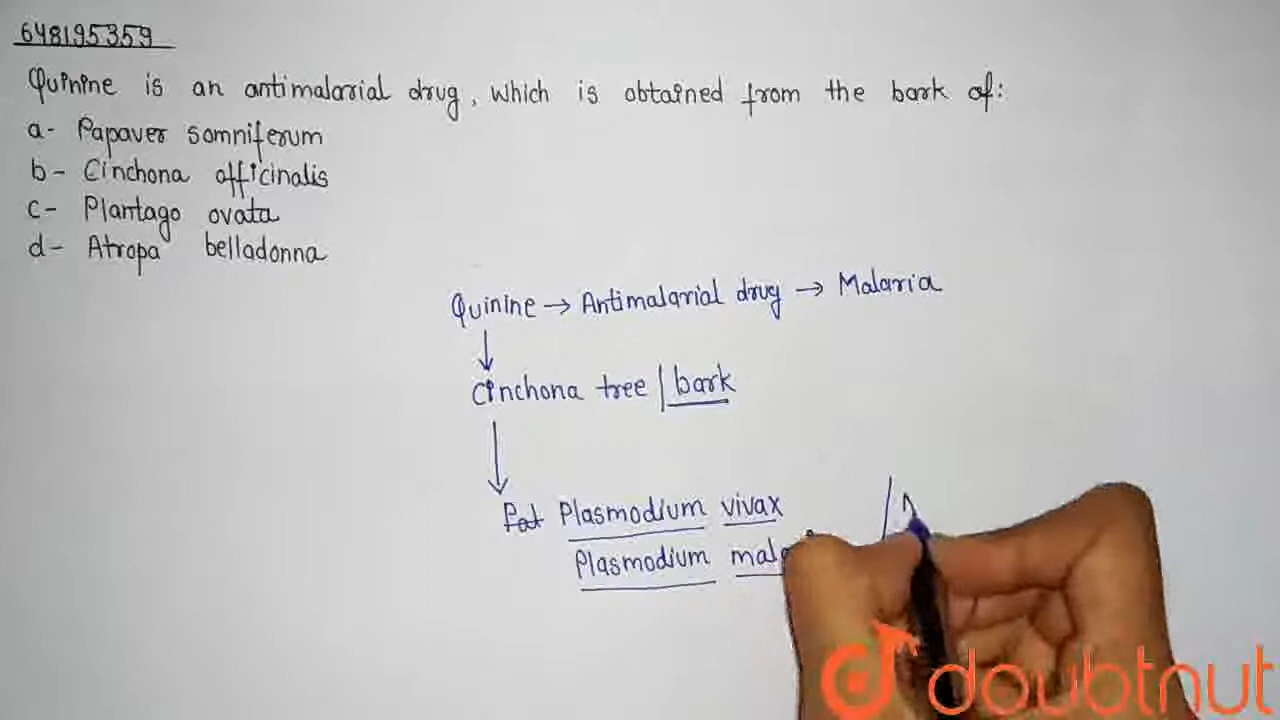 648195359
Quinine is an antimalarial drug, which is obtained from the bark of:
a- Papaver somniferum
b- Cinchona officinalis
c- Plantago ovata
d- Atropa belladonna
Quinine → Antimalarial drug → Malaria
↓
Cinchona tree | bark
↓
Pat Plasmodium vivax
Plasmodium
doubtnut